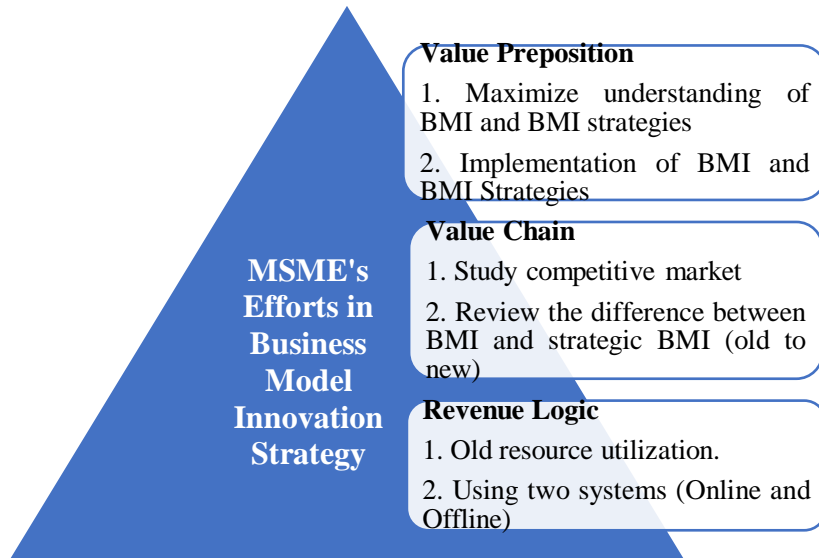 Value Preposition
1. Maximize understanding of
BMI and BMI strategies
2. Implementation of BMI and
BMI Strategies
MSME's
Efforts in
Business
Model
Innovation
Strategy
Value Chain
1. Study competitive market
2. Review the difference between
BMI and strategic BMI (old to
new)
Revenue Logic
1. Old resource utilization.
2. Using two systems (Online and
Offline)